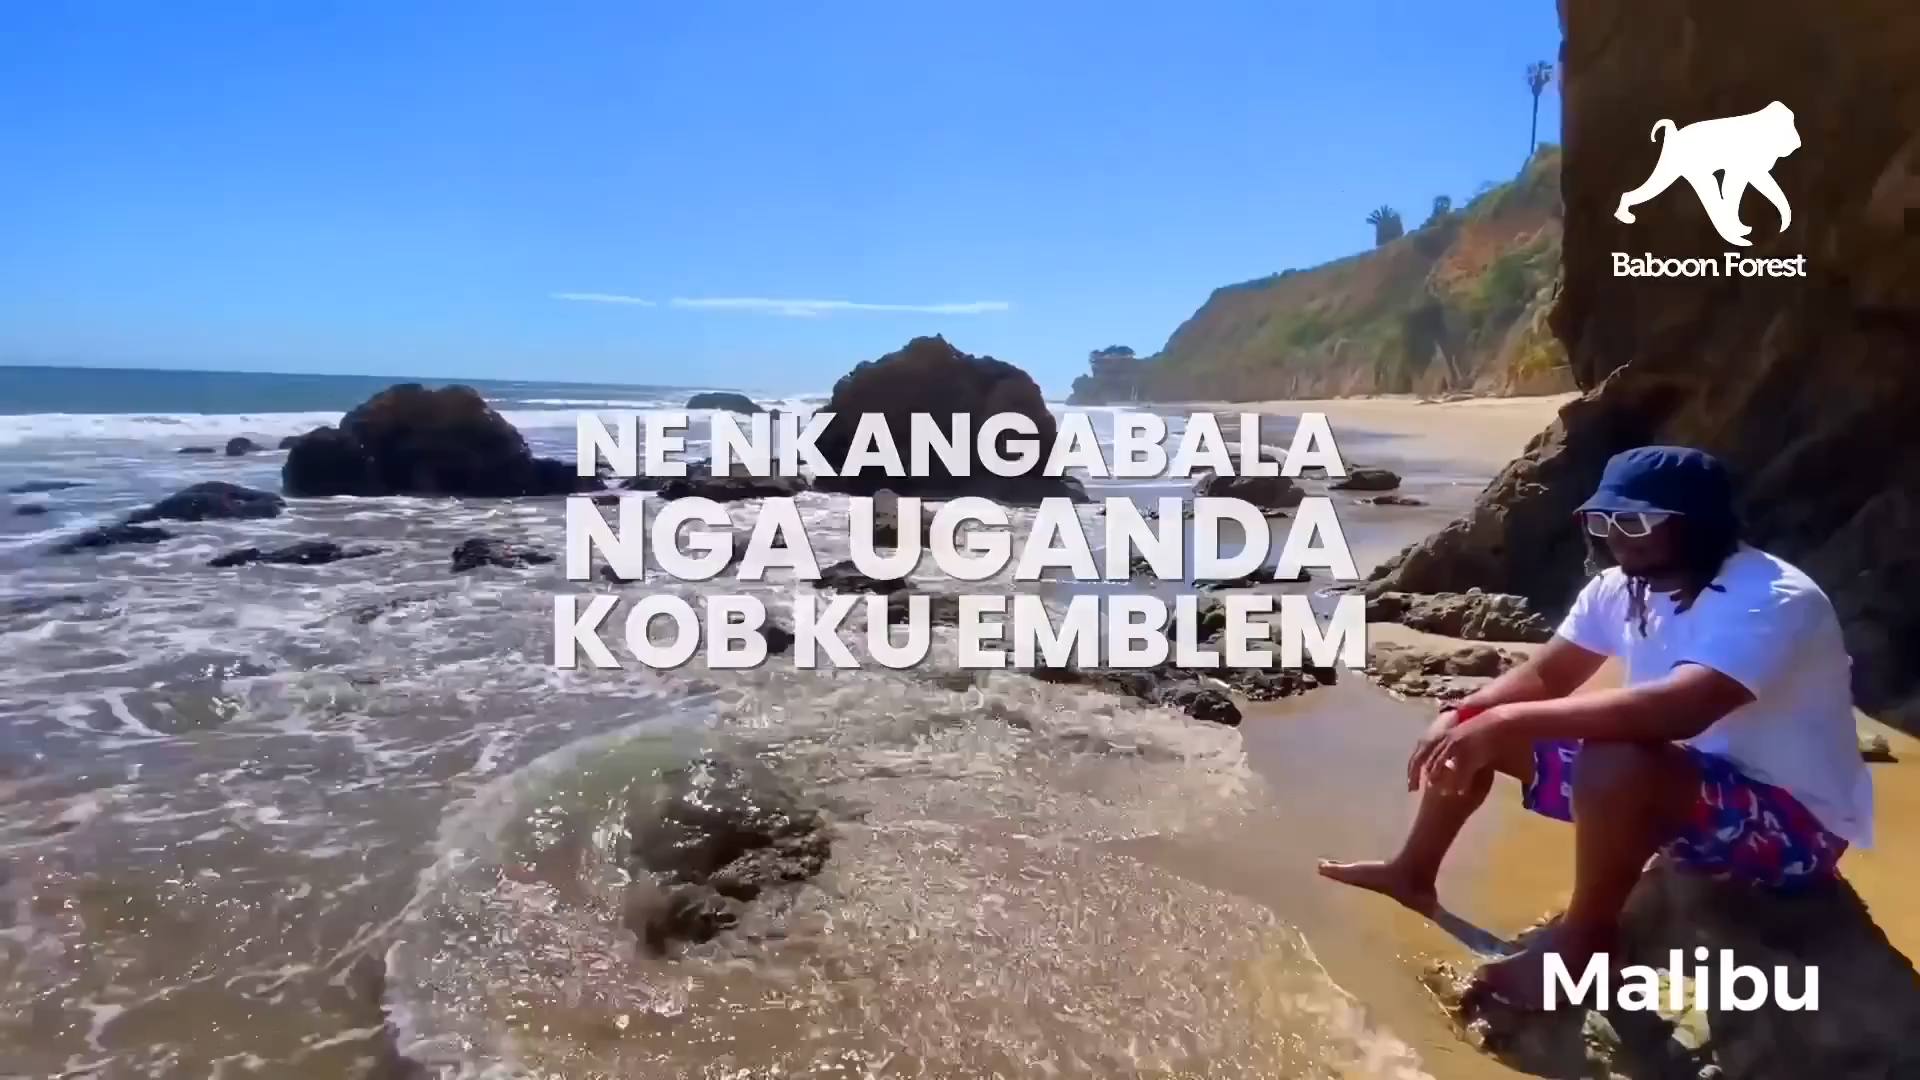 Baboon Forest
NE NKANGABALA
NGA UGANDA
KOB KU EMBLEM
Malibu